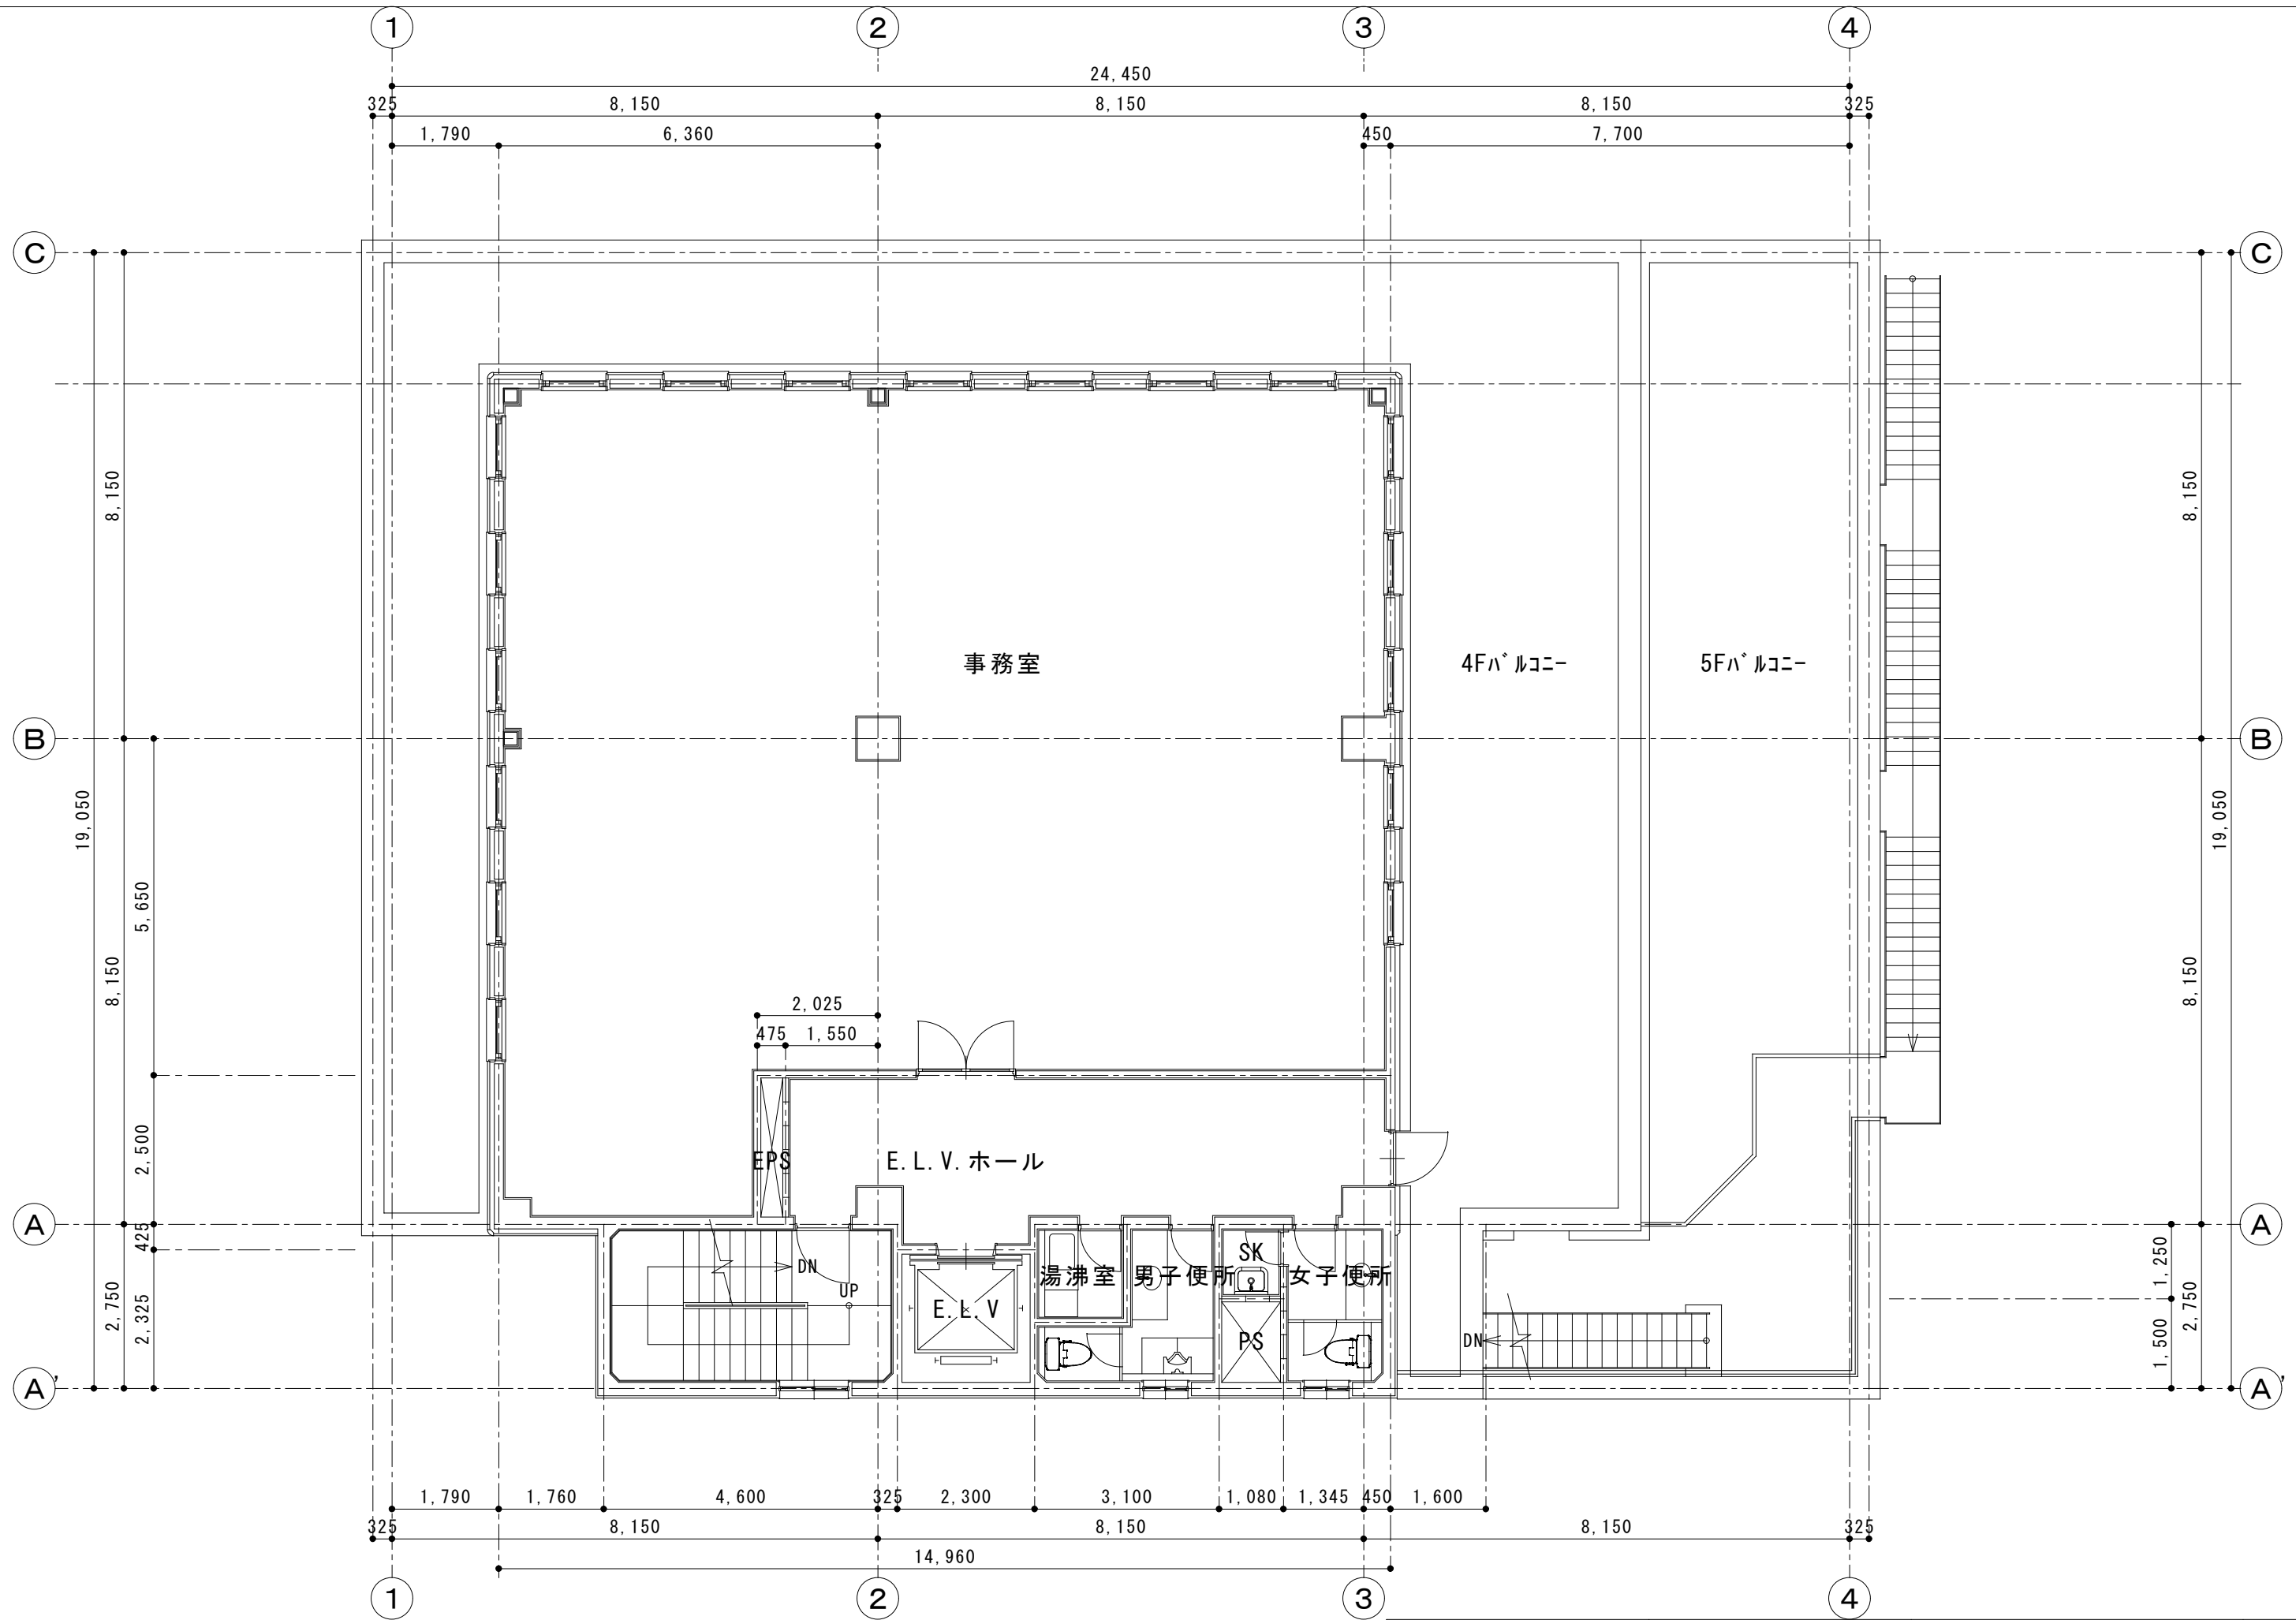 1 2 3 4
24,450
325 8,150 8,150 8,150 325
1,790 6,360 450 7,700
C C
8,150 8,150
事務室 4Fバルコニー 5Fバルコニー
B B
19,050 19,050
5,650
8,150 8,150
2,025
475 1,550
2,500
EPS E.L.V.ホール
A A
425
1,250
SK
DN 湯沸室 男子便所 女子便所
UP
E.L.V
2,750 2,325
2,750
PS DN
1,500
A' A'
1,790 1,760 4,600 325 2,300 3,100 1,080 1,345 450 1,600
325 8,150 8,150 8,150 325
14,960
1 2 3 4